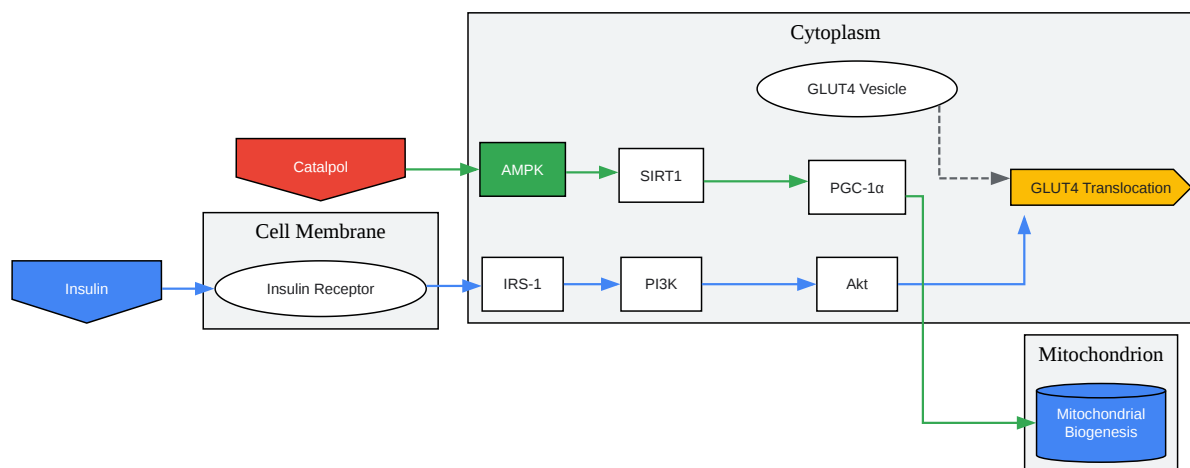 Cytoplasm
GLUT4 Vesicle
Catalpol
AMPK
SIRT1
PGC-1α
GLUT4 Translocation
Cell Membrane
Insulin
Insulin Receptor
IRS-1
PI3K
Akt
Mitochondrion
Mitochondrial
Biogenesis